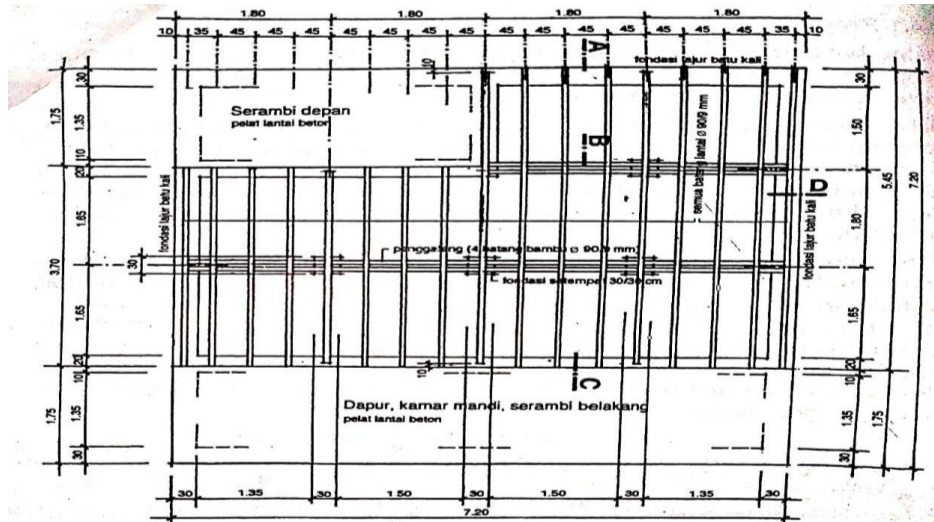 1.80 1.80 1.80 1.80
10 35 45 45 45 45 45 45 45 45 45 45 35 10
A
fondasi lajur batu kali
10
30
1.75
1.35
10
20
Serambi depan
pelat lantai beton
B
semua batang lantai ø 90/9 mm
D
30
1.50
5.45
7.20
fondasi lajur batu kali
fondasi lajur batu kali
1.65
3.70
30
1.80
penggalang (4 batang bambu ø 90/9 mm)
fondasi setempat 30/30 cm
1.65
1.65
20
10
20
10
10
C
Dapur, kamar mandi, serambi belakang
pelat lantai beton
1.75
1.35
30
1.35
1.75
30
30 1.35 30 1.50 30 1.50 30 1.35 30
7.20